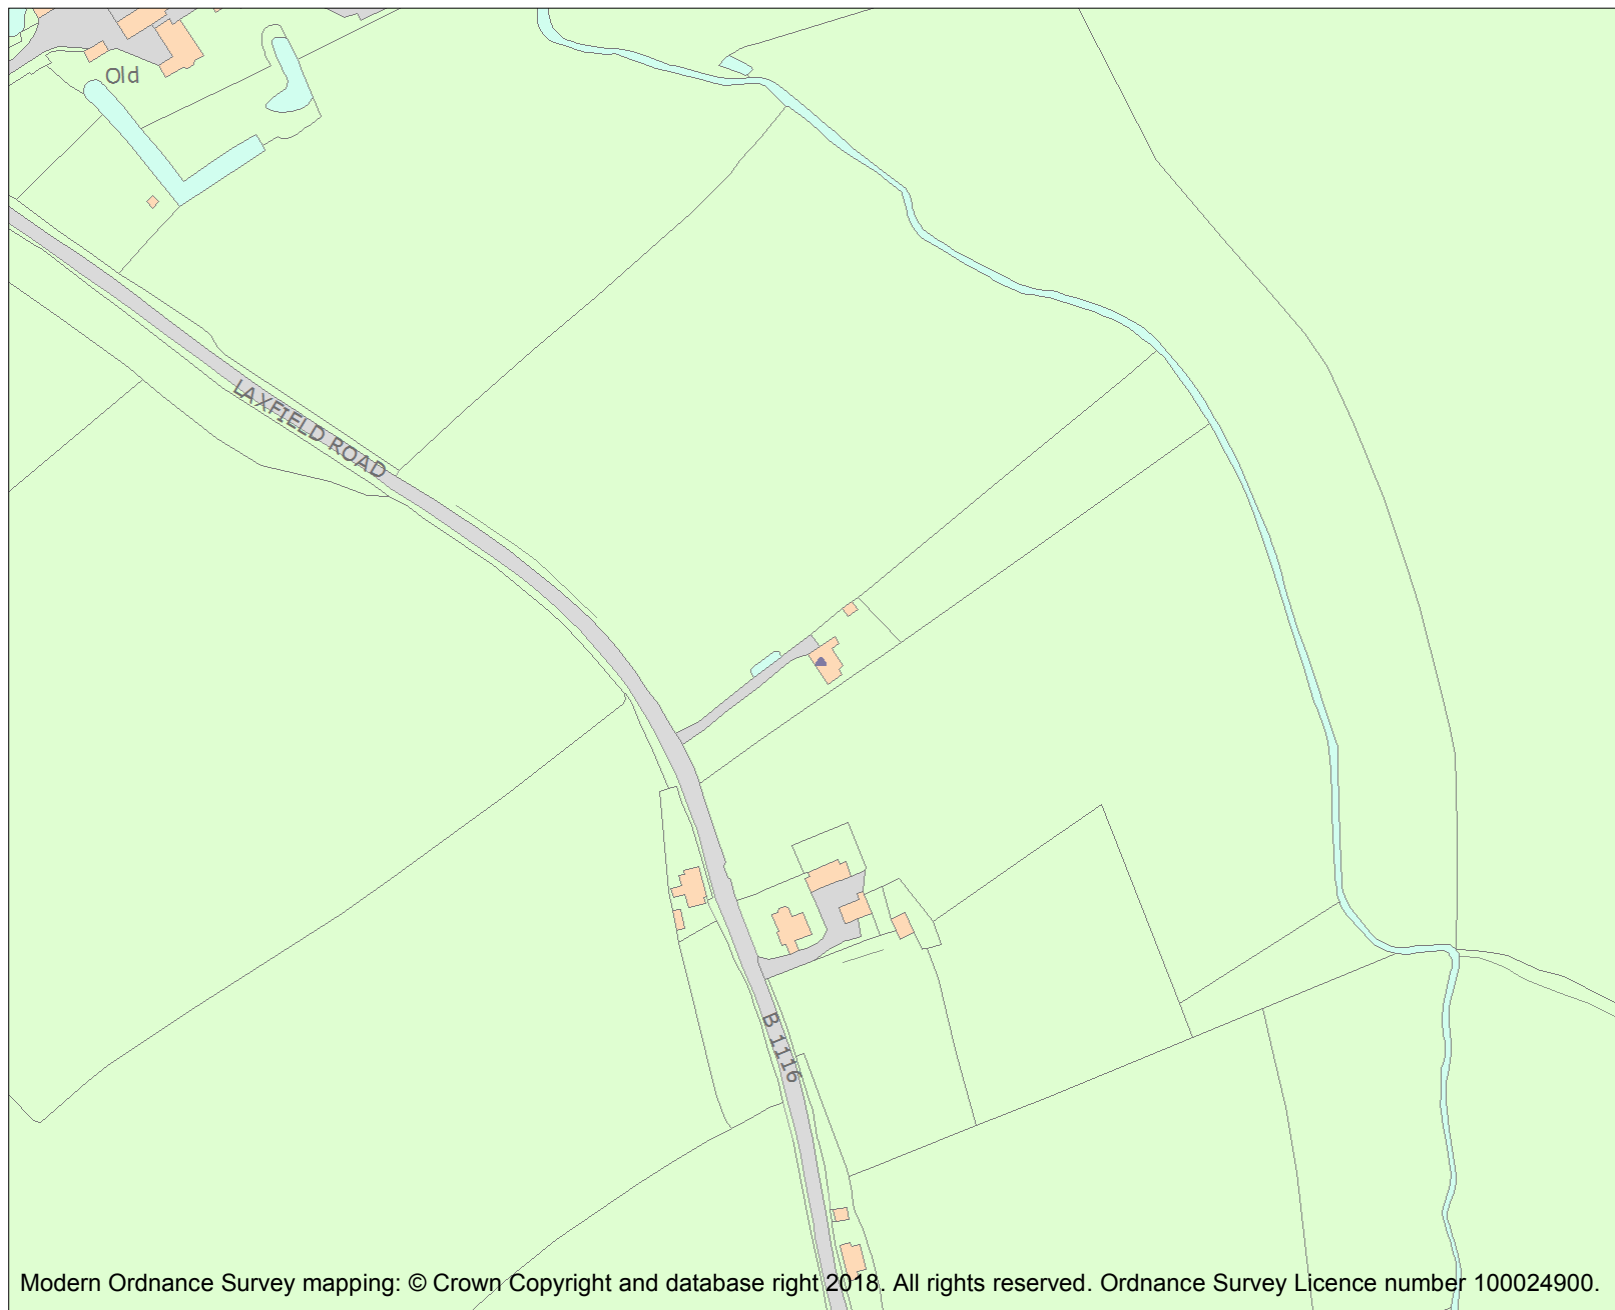 Old
LAXFIELD ROAD
B 1116
Modern Ordnance Survey mapping: © Crown Copyright and database right 2018. All rights reserved. Ordnance Survey Licence number 100024900.